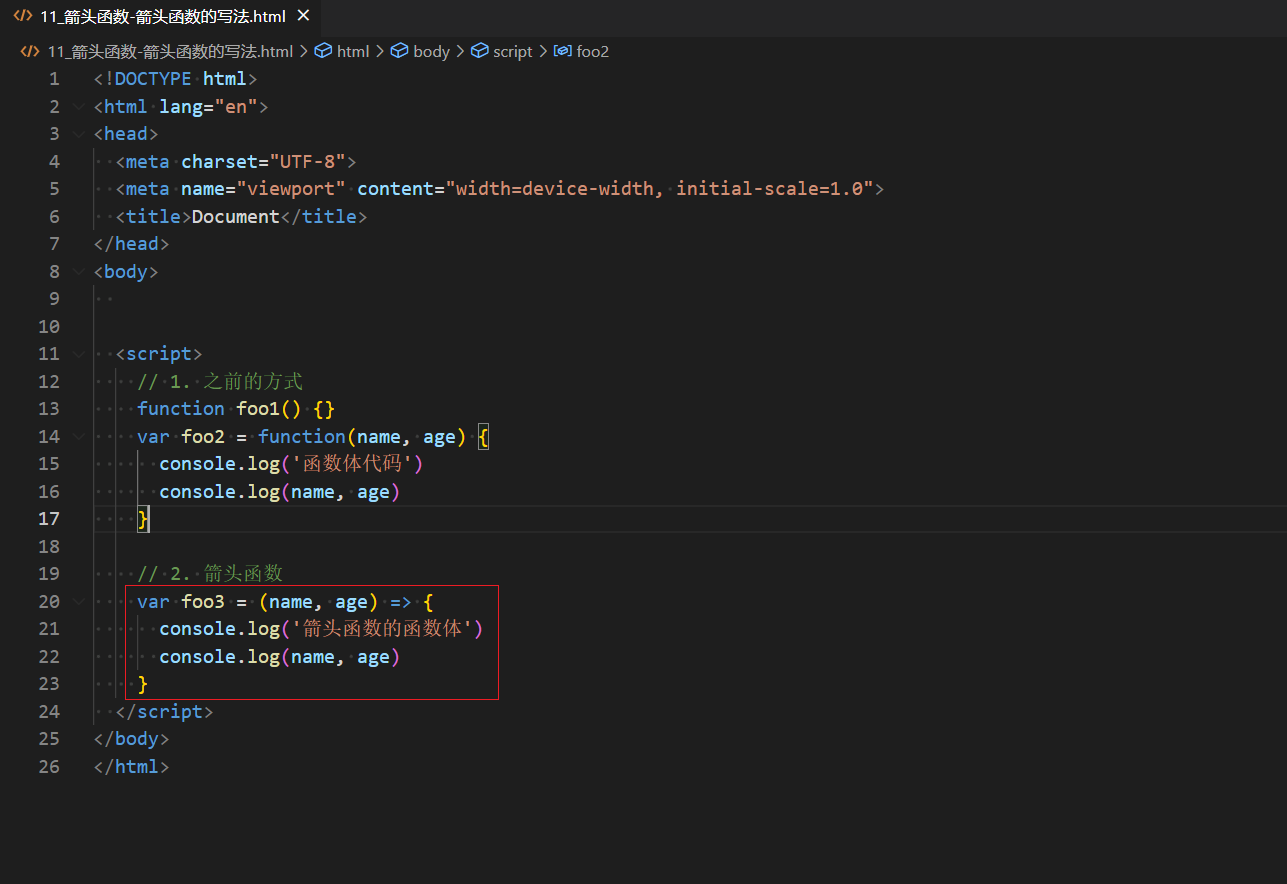 11_箭头函数-箭头函数的写法.html
11_箭头函数-箭头函数的写法.html > html > body > script > foo2
1 <!DOCTYPE html>
2 <html lang="en">
3 <head>
4 <meta charset="UTF-8">
5 <meta name="viewport" content="width=device-width, initial-scale=1.0">
6 <title>Document</title>
7 </head>
8 <body>
9
10
11 <script>
12 // 1. 之前的方式
13 function foo1() {}
14 var foo2 = function(name, age) {
15 console.log('函数体代码')
16 console.log(name, age)
17 }
18
19 // 2. 箭头函数
20 var foo3 = (name, age) => {
21 console.log('箭头函数的函数体')
22 console.log(name, age)
23 }
24 </script>
25 </body>
26 </html>